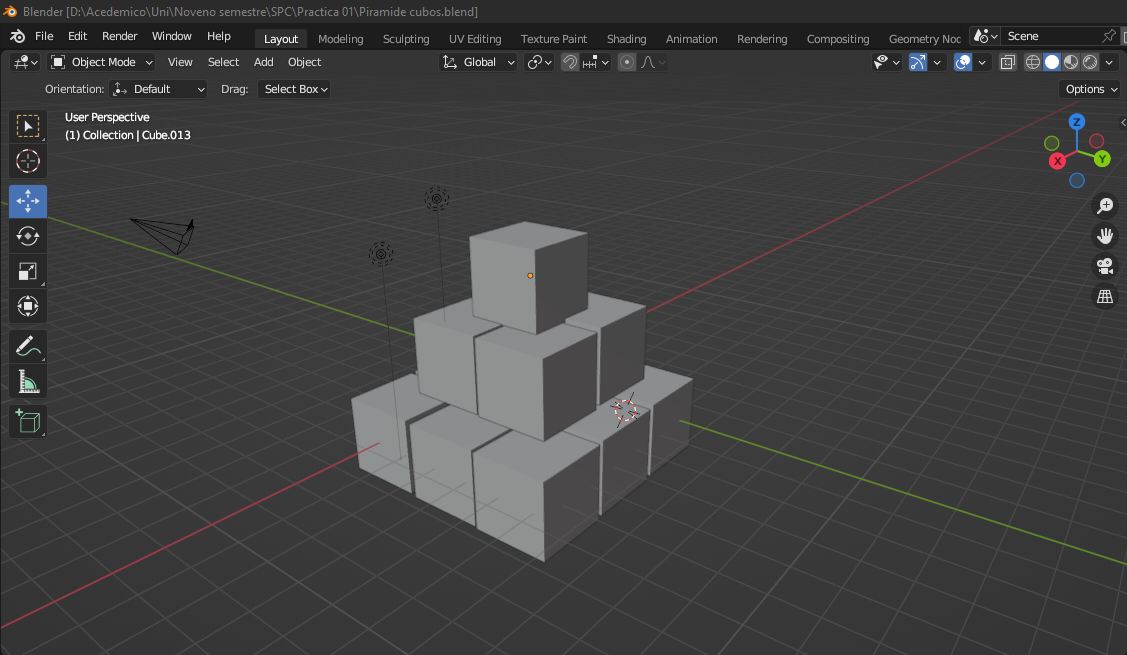 Blender [D:\Acedemico\Uni\Noveno semestre\SPC\Practica 01\Piramide cubos.blend]
File Edit Render Window Help Layout Modeling Sculpting UV Editing Texture Paint Shading Animation Rendering Compositing Geometry Noc Scene
Object Mode View Select Add Object Global
Orientation: Default Drag: Select Box Options
User Perspective
(1) Collection | Cube.013
Z
X
Y